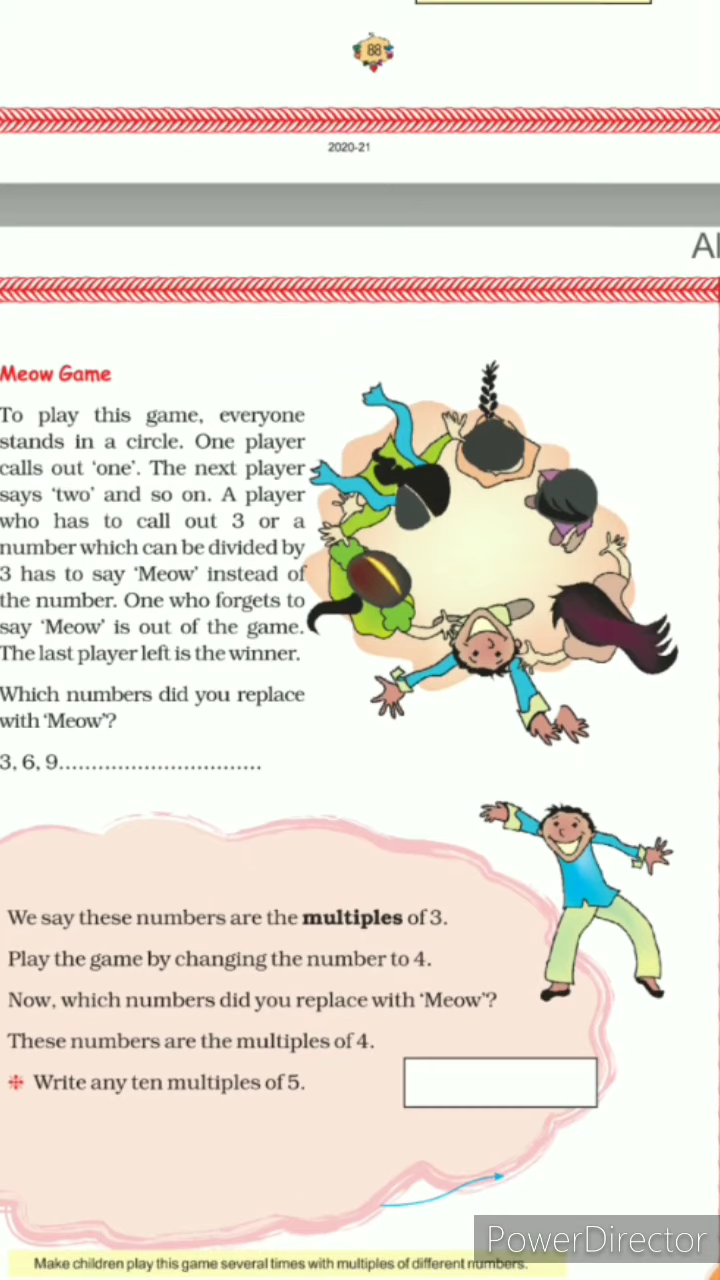 88
2020-21
Al
Meow Game
To play this game, everyone
stands in a circle. One player
calls out 'one'. The next player
says 'two' and so on. A player
who has to call out 3 or a
number which can be divided by
3 has to say 'Meow' instead of
the number. One who forgets to
say 'Meow' is out of the game.
The last player left is the winner.
Which numbers did you replace
with 'Meow'?
3, 6, 9...............................
We say these numbers are the multiples of 3.
Play the game by changing the number to 4.
Now, which numbers did you replace with 'Meow'?
These numbers are the multiples of 4.
Write any ten multiples of 5.
PowerDirector
Make children play this game several times with multiples of different numbers.